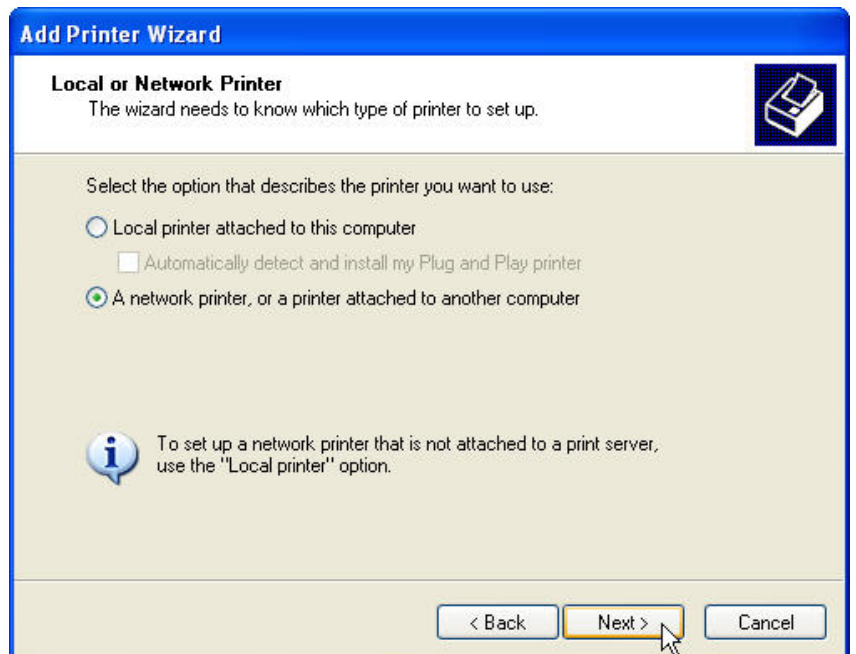 Add Printer Wizard
Local or Network Printer
The wizard needs to know which type of printer to set up.
Select the option that describes the printer you want to use:
Local printer attached to this computer
Automatically detect and install my Plug and Play printer
A network printer, or a printer attached to another computer
To set up a network printer that is not attached to a print server,
use the "Local printer" option.
< Back Next > Cancel